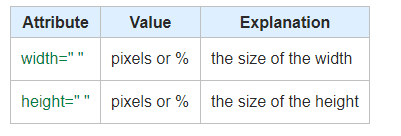 Attribute Value Explanation
width=" " pixels or % the size of the width
height=" " pixels or % the size of the height